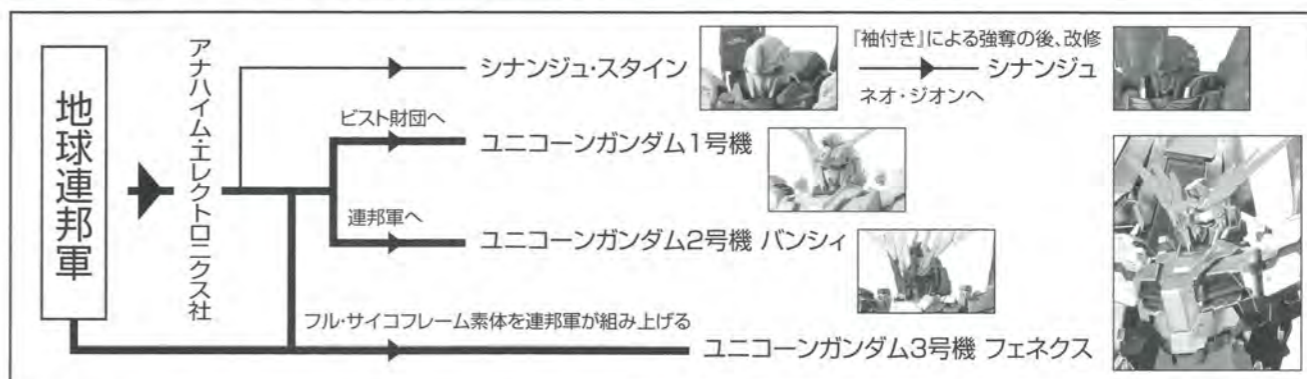 地球連邦軍
アナハイム・エレクトロニクス社
シナンジュ・スタイン
『袖付き』による強奪の後、改修
ネオ・ジオンへ
シナンジュ
ビスト財団へ
ユニコーンガンダム1号機
連邦軍へ
ユニコーンガンダム2号機 バンシィ
フル・サイコフレーム素体を連邦軍が組み上げる
ユニコーンガンダム3号機 フェネクス